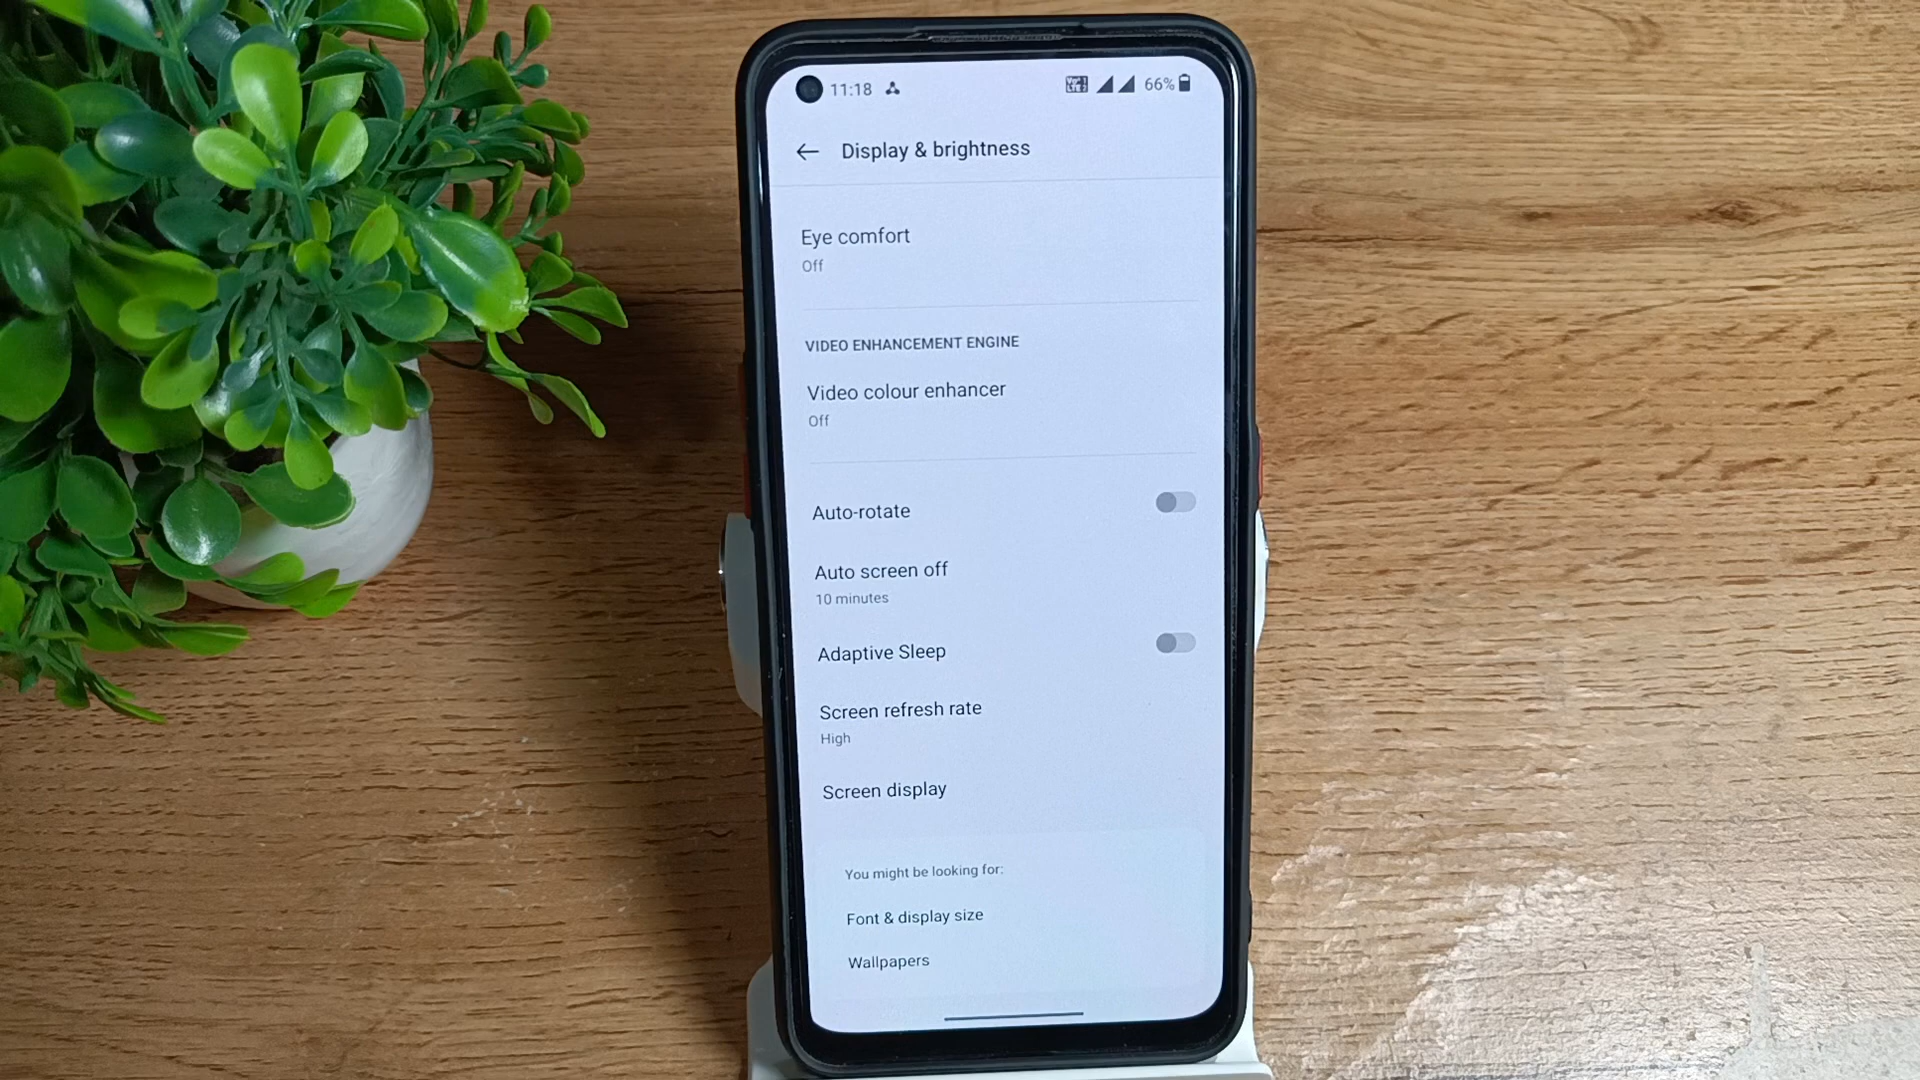 11:18 66%
Display & brightness
Eye comfort
Off
VIDEO ENHANCEMENT ENGINE
Video colour enhancer
Off
Auto-rotate
Auto screen off
10 minutes
Adaptive Sleep
Screen refresh rate
High
Screen display
You might be looking for:
Font & display size
Wallpapers